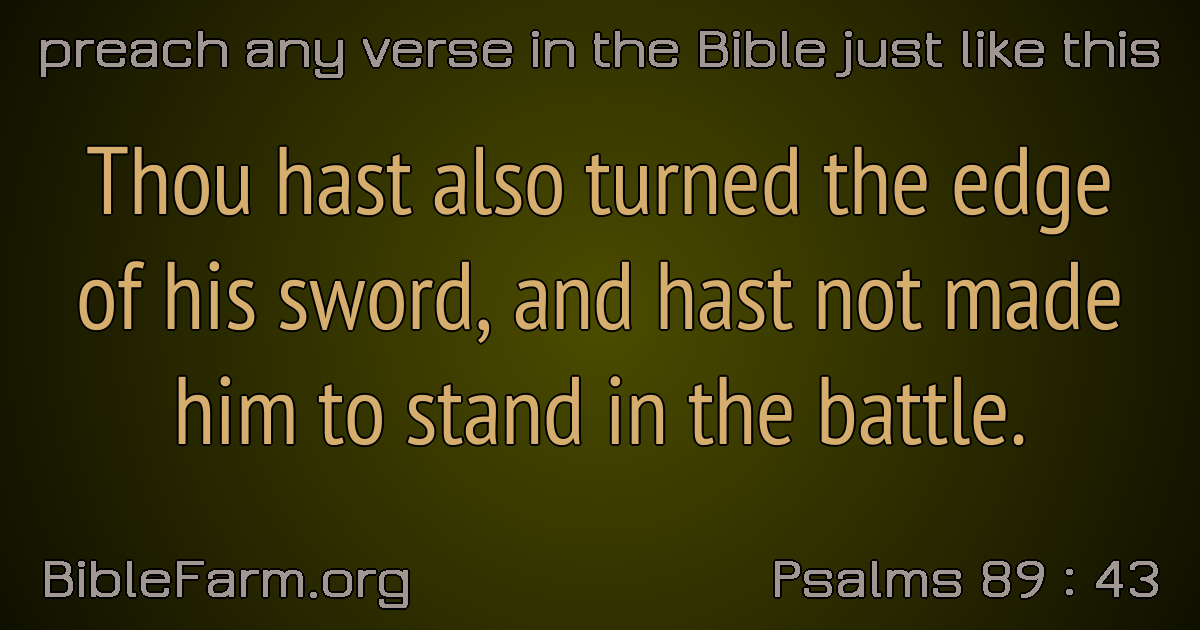 preach any verse in the Bible just like this
Thou hast also turned the edge
of his sword, and hast not made
him to stand in the battle.
BibleFarm.org
Psalms 89 : 43